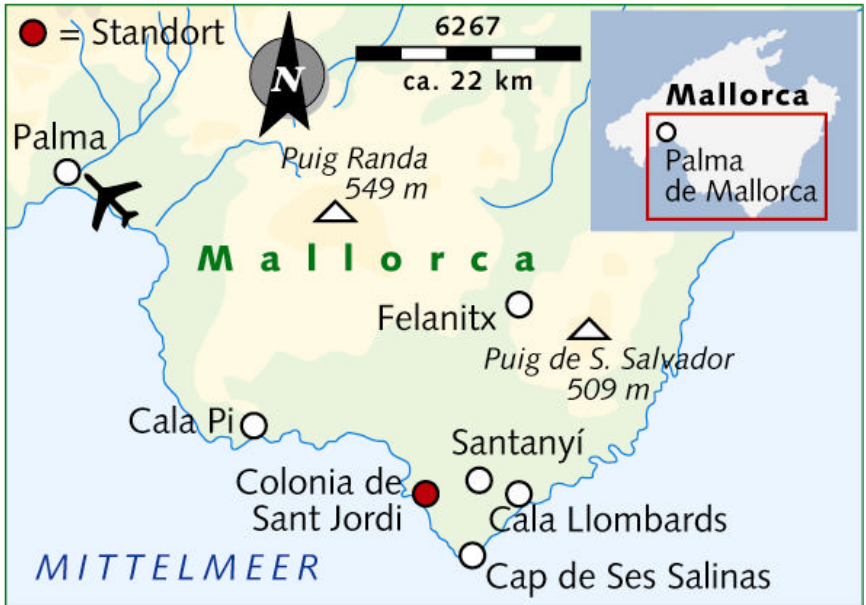 = Standort
N
6267
ca. 22 km
Mallorca
Palma
de Mallorca
Palma
Puig Randa
549 m
Mallorca
Felanitx
Puig de S. Salvador
509 m
Cala Pi
Santanyí
Colonia de
Sant Jordi
Cala Llombards
Cap de Ses Salinas
MITTELMEER